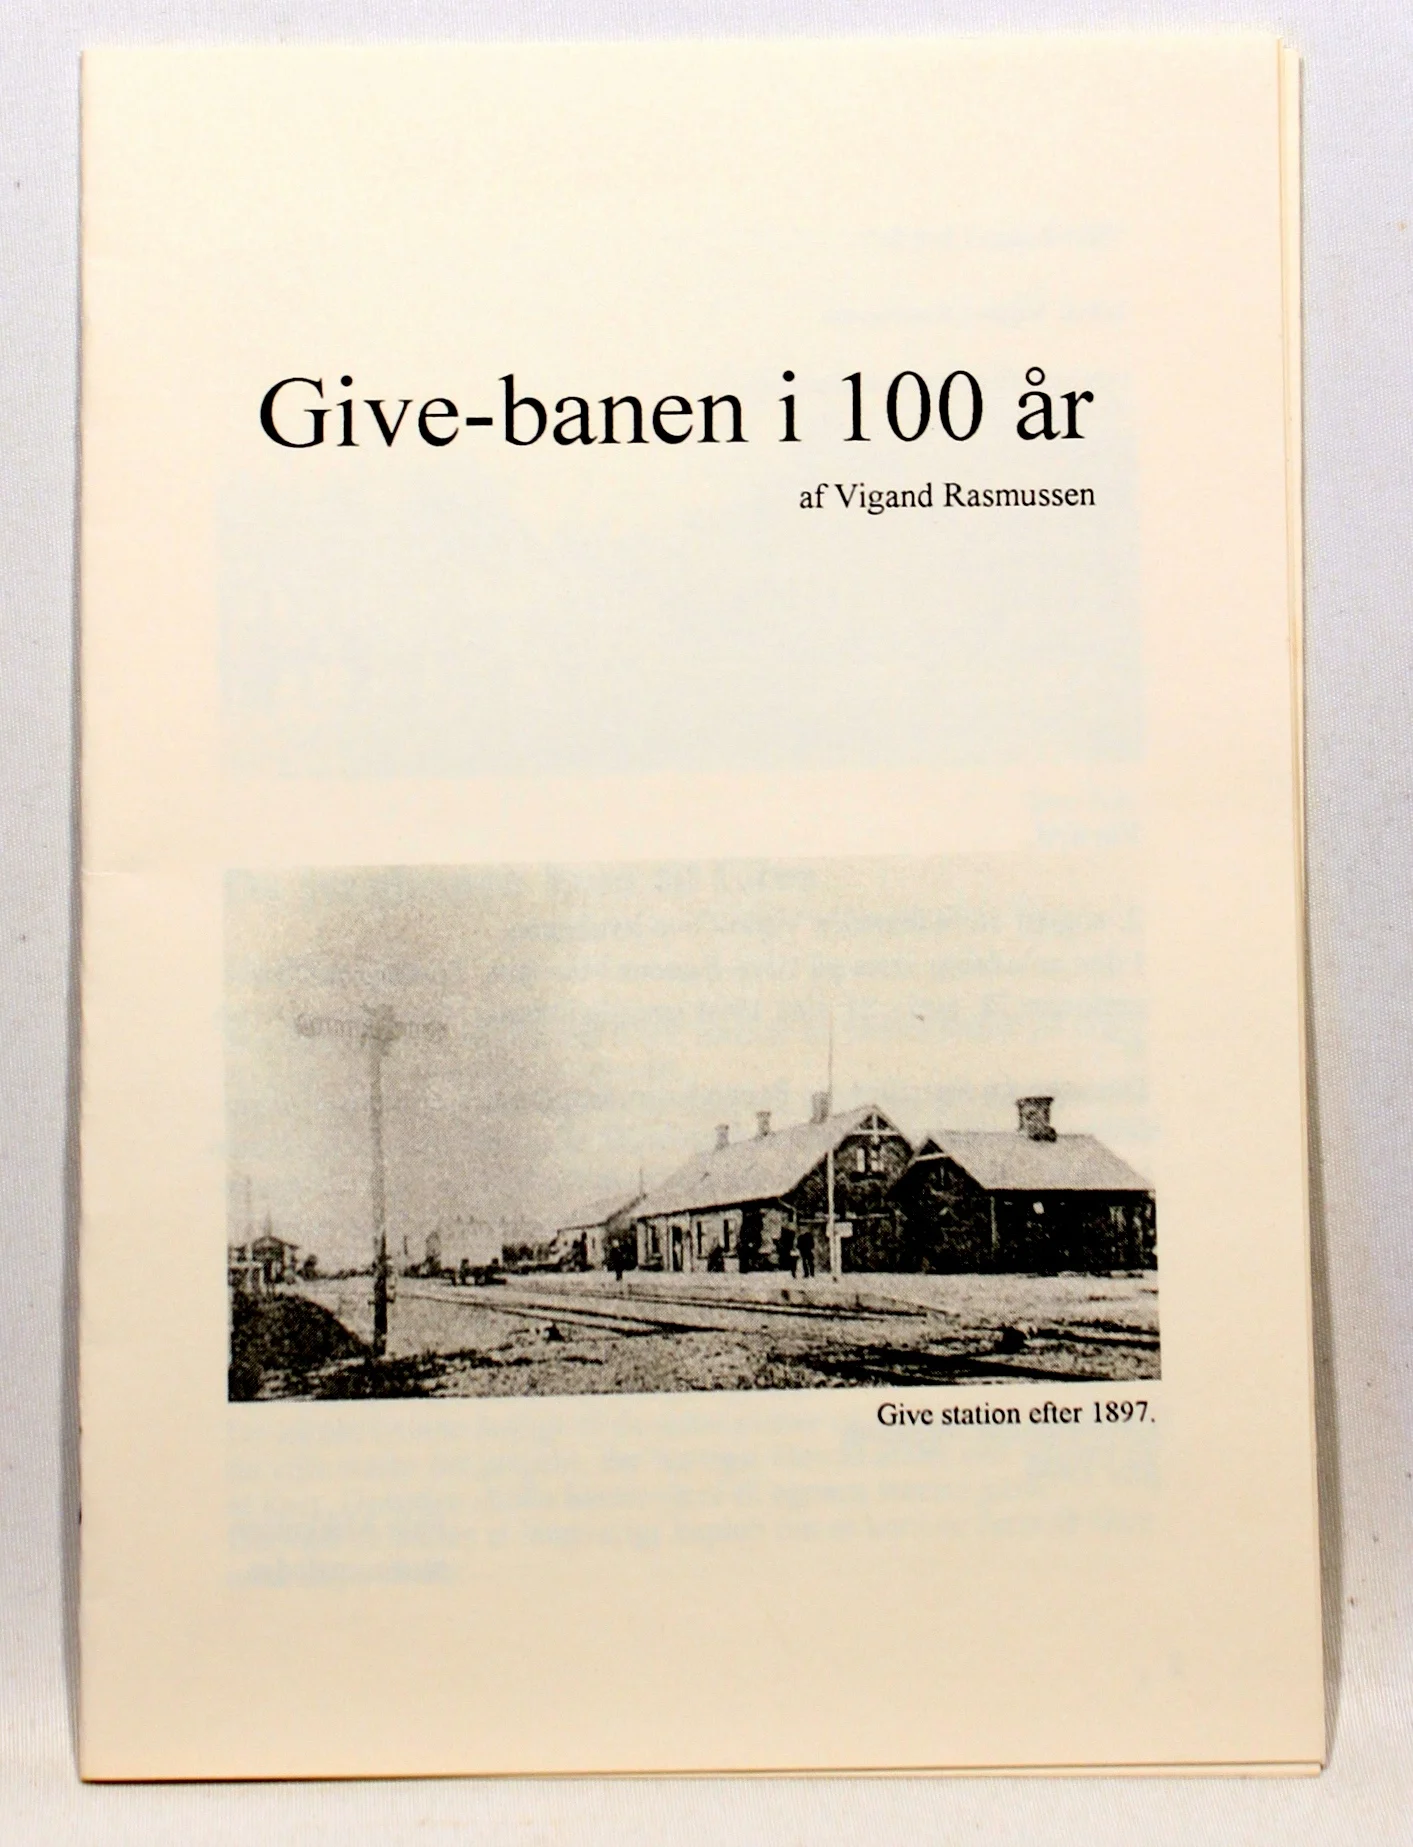 Give-banen i 100 år
af Vigand Rasmussen
Give station efter 1897.